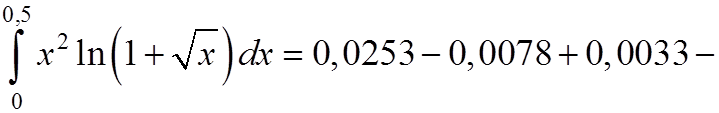 ∫₀^{0,5} x² ln(1 + √x) dx = 0,0253 − 0,0078 + 0,0033 −